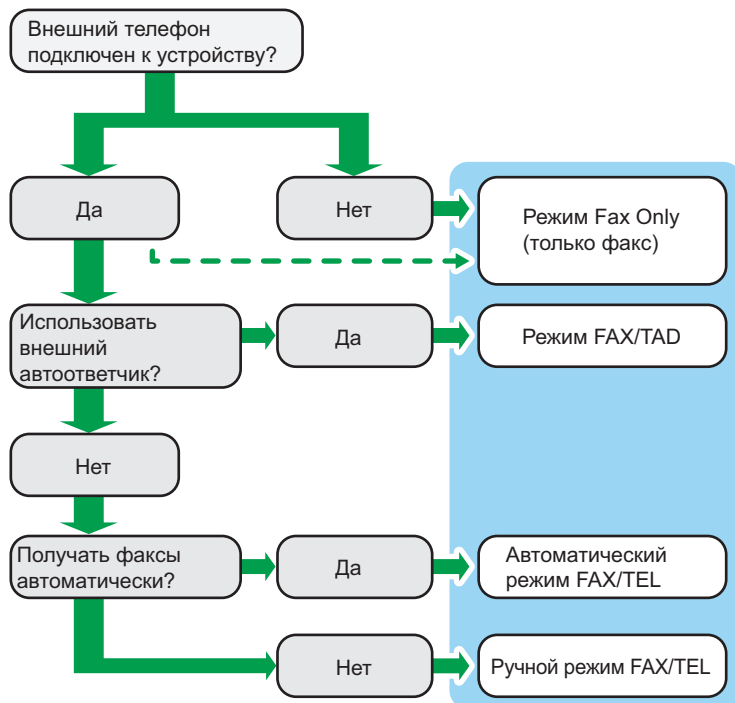 Внешний телефон
подключен к устройству?
Да
Нет
Режим Fax Only
(только факс)
Использовать
внешний
автоответчик?
Да
Режим FAX/TAD
Нет
Получать факсы
автоматически?
Да
Автоматический
режим FAX/TEL
Нет
Ручной режим FAX/TEL